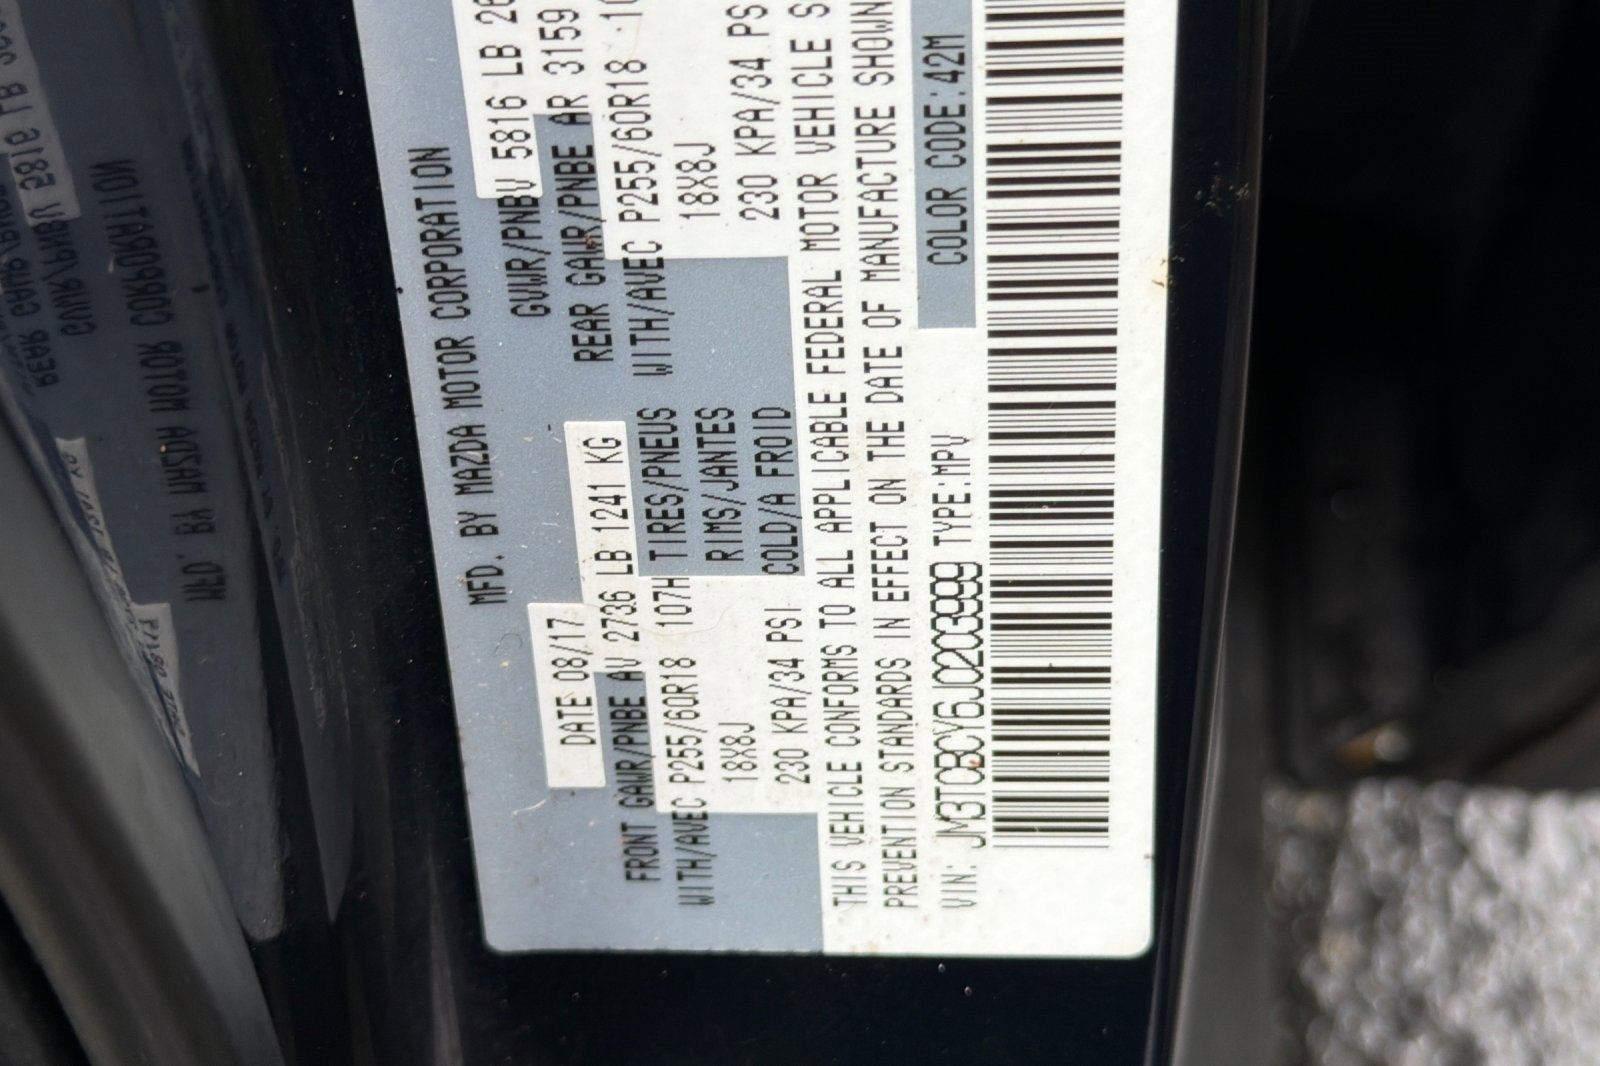 MFD. BY MAZDA MOTOR CORPORATION
DATE 08/17 GVWR/PNBV 5816 LB
FRONT GAWR/PNBE AV 2736 LB 1241 KG REAR GAWR/PNBE AR 3159
WITH/AVEC P255/60R18 107H TIRES/PNEUS WITH/AVEC P255/60R18
18X8J RIMS/JANTES 18X8J
230 KPA/34 PSI COLD/A FROID 230 KPA/34 PS
THIS VEHICLE CONFORMS TO ALL APPLICABLE FEDERAL MOTOR VEHICLE S
PREVENTION STANDARDS IN EFFECT ON THE DATE OF MANUFACTURE SHOWN
VIN: JM3TCBCY6J0203999 TYPE:MPV COLOR CODE:42M